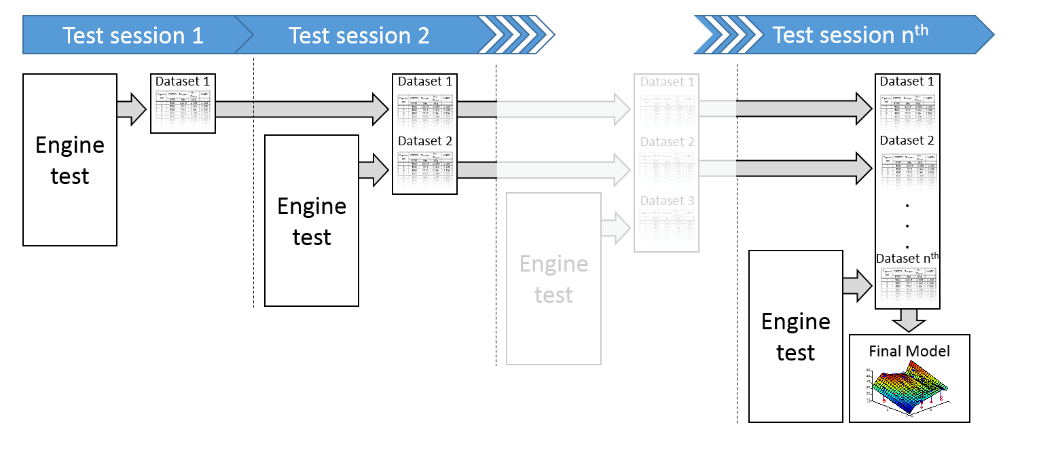 Test session 1
Test session 2
Test session nth
Engine
test
Dataset 1
Engine
test
Dataset 1
Dataset 2
Engine
test
Dataset 1
Dataset 2
Dataset 3
Engine
test
Dataset 1
Dataset 2
.
.
.
Dataset nth
Final Model